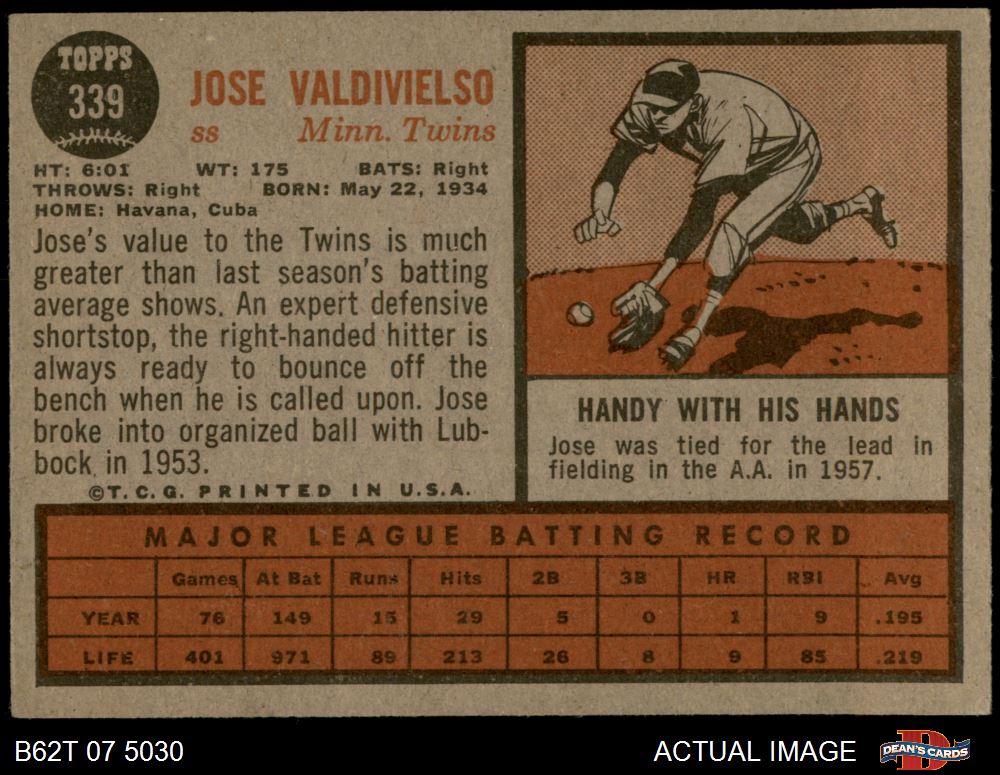 TOPPS
339
JOSE VALDIVIELSO
ss Minn. Twins
HT: 6:01 WT: 175 BATS: Right
THROWS: Right BORN: May 22, 1934
HOME: Havana, Cuba
Jose's value to the Twins is much
greater than last season's batting
average shows. An expert defensive
shortstop, the right-handed hitter is
always ready to bounce off the
bench when he is called upon. Jose
broke into organized ball with Lub-
bock in 1953.
©T.C.G. PRINTED IN U.S.A.
HANDY WITH HIS HANDS
Jose was tied for the lead in
fielding in the A.A. in 1957.
MAJOR LEAGUE BATTING RECORD
Games At Bat Runs Hits 2B 3B HR RBI Avg
YEAR 76 149 15 29 5 0 1 9 .195
LIFE 401 971 89 213 26 8 9 85 .219
B62T 07 5030 ACTUAL IMAGE DEAN'S CARDS